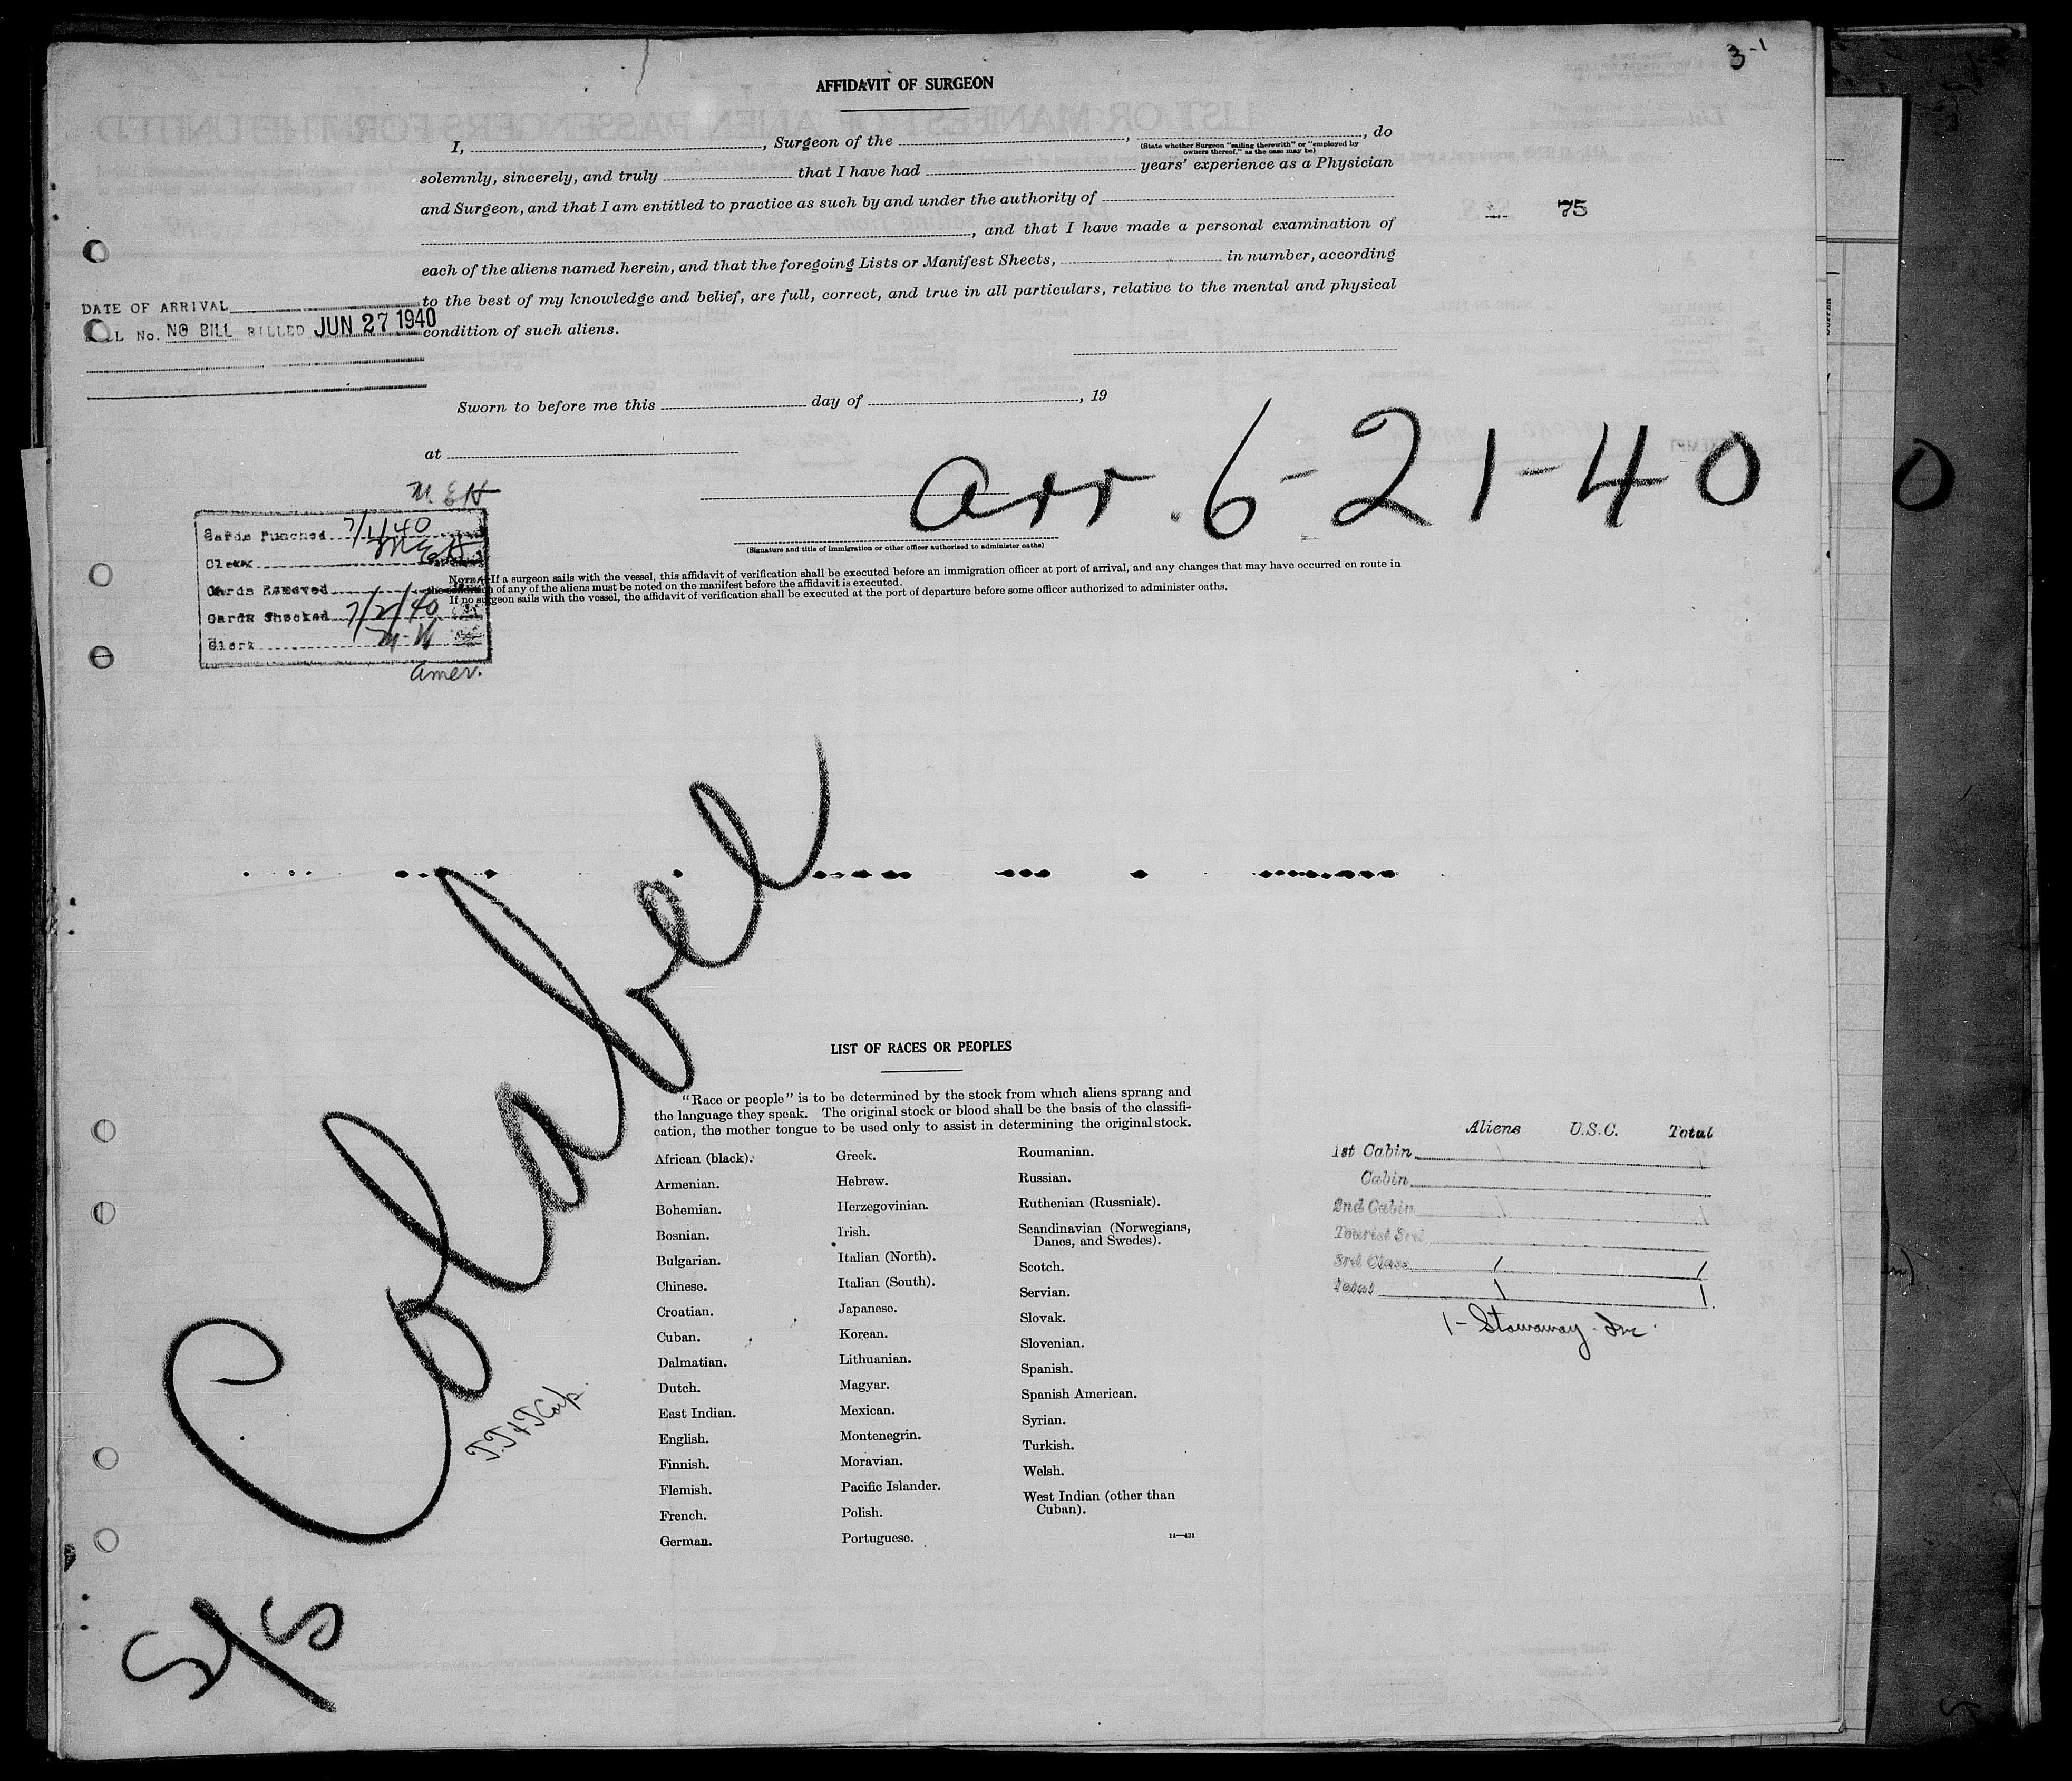 3-1
AFFIDAVIT OF SURGEON
I, , Surgeon of the , , do
(State whether Surgeon "sailing therewith" or "employed by
owners thereof," as the case may be)
solemnly, sincerely, and truly that I have had years' experience as a Physician
and Surgeon, and that I am entitled to practice as such by and under the authority of
75
, and that I have made a personal examination of
each of the aliens named herein, and that the foregoing Lists or Manifest Sheets, in number, according
to the best of my knowledge and belief, are full, correct, and true in all particulars, relative to the mental and physical
condition of such aliens.
DATE OF ARRIVAL
No. NO BILL BILLED JUN 27 1940
Sworn to before me this day of , 19
at
arr. 6-21-40
(Signature and title of immigration or other officer authorized to administer oaths)
NOTE.—If a surgeon sails with the vessel, this affidavit of verification shall be executed before an immigration officer at port of arrival, and any changes that may have occurred en route in
the condition of any of the aliens must be noted on the manifest before the affidavit is executed.
If no surgeon sails with the vessel, the affidavit of verification shall be executed at the port of departure before some officer authorized to administer oaths.
M E H
Cards Punched 7/1/40
Clerk MEH
Cards Removed
Cards Checked 7/2/40
Clerk
Amer.
S/S Colabee
T.T&T Corp.
LIST OF RACES OR PEOPLES
"Race or people" is to be determined by the stock from which aliens sprang and
the language they speak. The original stock or blood shall be the basis of the classifi-
cation, the mother tongue to be used only to assist in determining the original stock.
African (black).
Armenian.
Bohemian.
Bosnian.
Bulgarian.
Chinese.
Croatian.
Cuban.
Dalmatian.
Dutch.
East Indian.
English.
Finnish.
Flemish.
French.
German.
Greek.
Hebrew.
Herzegovinian.
Irish.
Italian (North).
Italian (South).
Japanese.
Korean.
Lithuanian.
Magyar.
Mexican.
Montenegrin.
Moravian.
Pacific Islander.
Polish.
Portuguese.
Roumanian.
Russian.
Ruthenian (Russniak).
Scandinavian (Norwegians,
Danes, and Swedes).
Scotch.
Servian.
Slovak.
Slovenian.
Spanish.
Spanish American.
Syrian.
Turkish.
Welsh.
West Indian (other than
Cuban).
14—431
Aliens U.S.C. Total
1st Cabin
Cabin
2nd Cabin
Tourist 3rd
3rd Class 1 1
Total 1 1
1- Stowaway